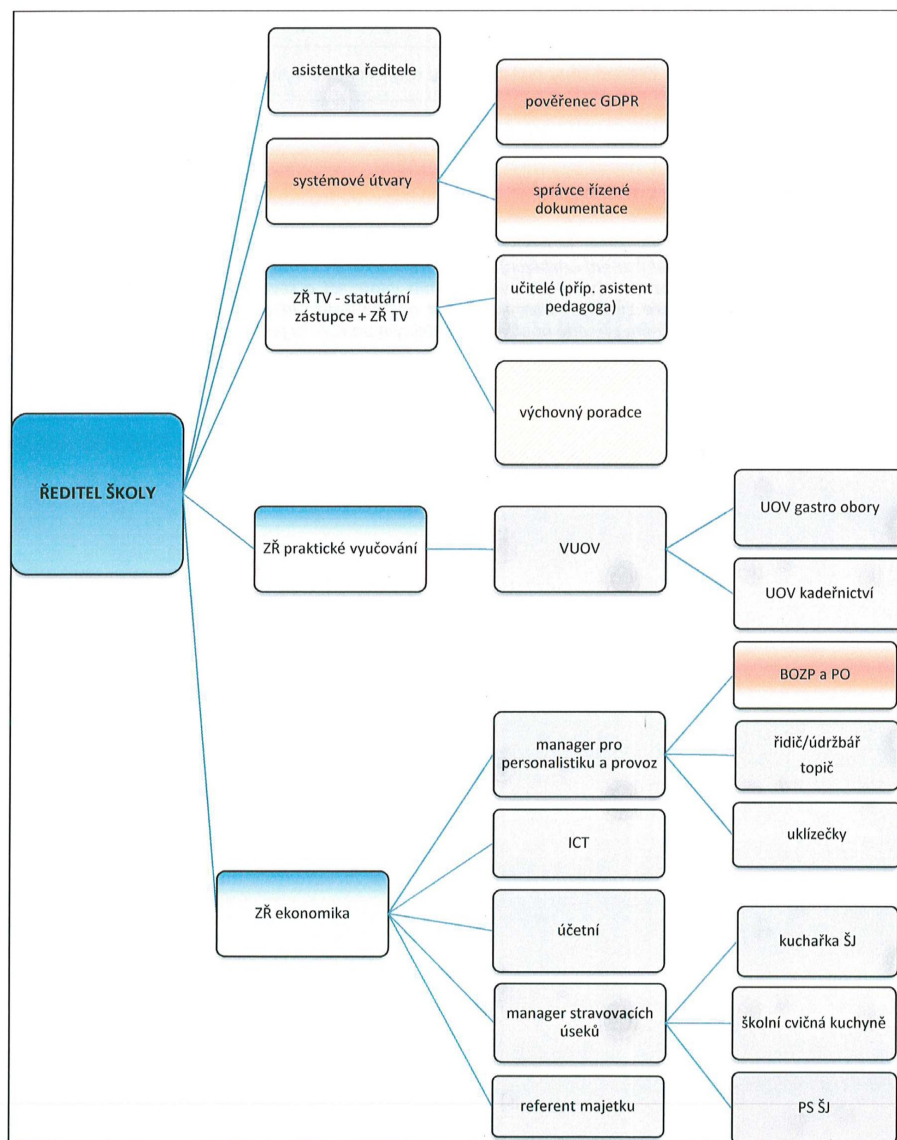 asistentka ředitele
pověřenec GDPR
systémové útvary
správce řízené
dokumentace
ZŘ TV - statutární
zástupce + ZŘ TV
učitelé (příp. asistent
pedagoga)
výchovný poradce
ŘEDITEL ŠKOLY
ZŘ praktické vyučování
VUOV
UOV gastro obory
UOV kadeřnictví
BOZP a PO
manager pro
personalistiku a provoz
řidič/údržbář
topič
uklízečky
ICT
ZŘ ekonomika
účetní
kuchařka ŠJ
manager stravovacích
úseků
školní cvičná kuchyně
referent majetku
PS ŠJ